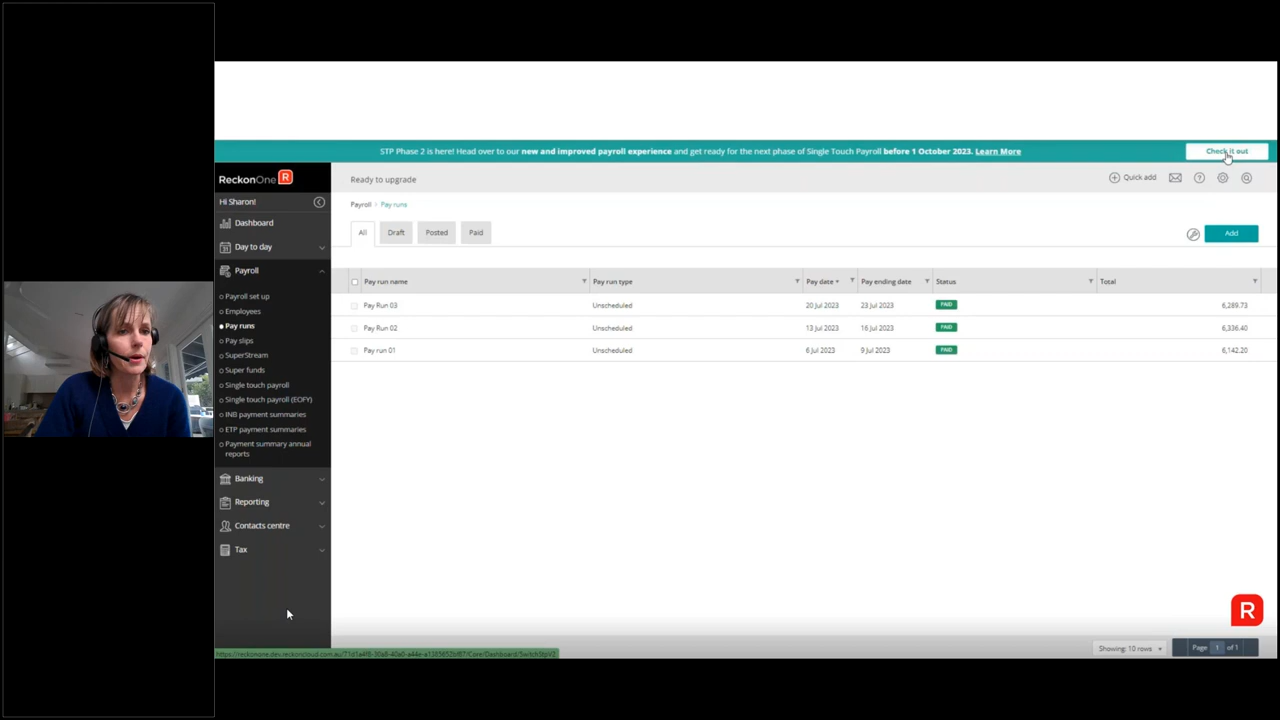 STP Phase 2 is here! Head over to our new and improved payroll experience and get ready for the next phase of Single Touch Payroll before 1 October 2023. Learn More
Check it out
ReckonOne R
Ready to upgrade
Quick add
Hi Sharon!
Payroll > Pay runs
All Draft Posted Paid
Add
Dashboard
Day to day
Payroll
Payroll set up
Employees
Pay runs
Pay slips
SuperStream
Super funds
Single touch payroll
Single touch payroll (EOFY)
INB payment summaries
ETP payment summaries
Payment summary annual
reports
Banking
Reporting
Contacts centre
Tax
Pay run name Pay run type Pay date Pay ending date Status Total
Pay Run 03 Unscheduled 20 Jul 2023 23 Jul 2023 PAID 6,289.73
Pay Run 02 Unscheduled 13 Jul 2023 16 Jul 2023 PAID 6,336.40
Pay run 01 Unscheduled 6 Jul 2023 9 Jul 2023 PAID 6,142.20
R
Showing: 10 rows
Page 1 of 1